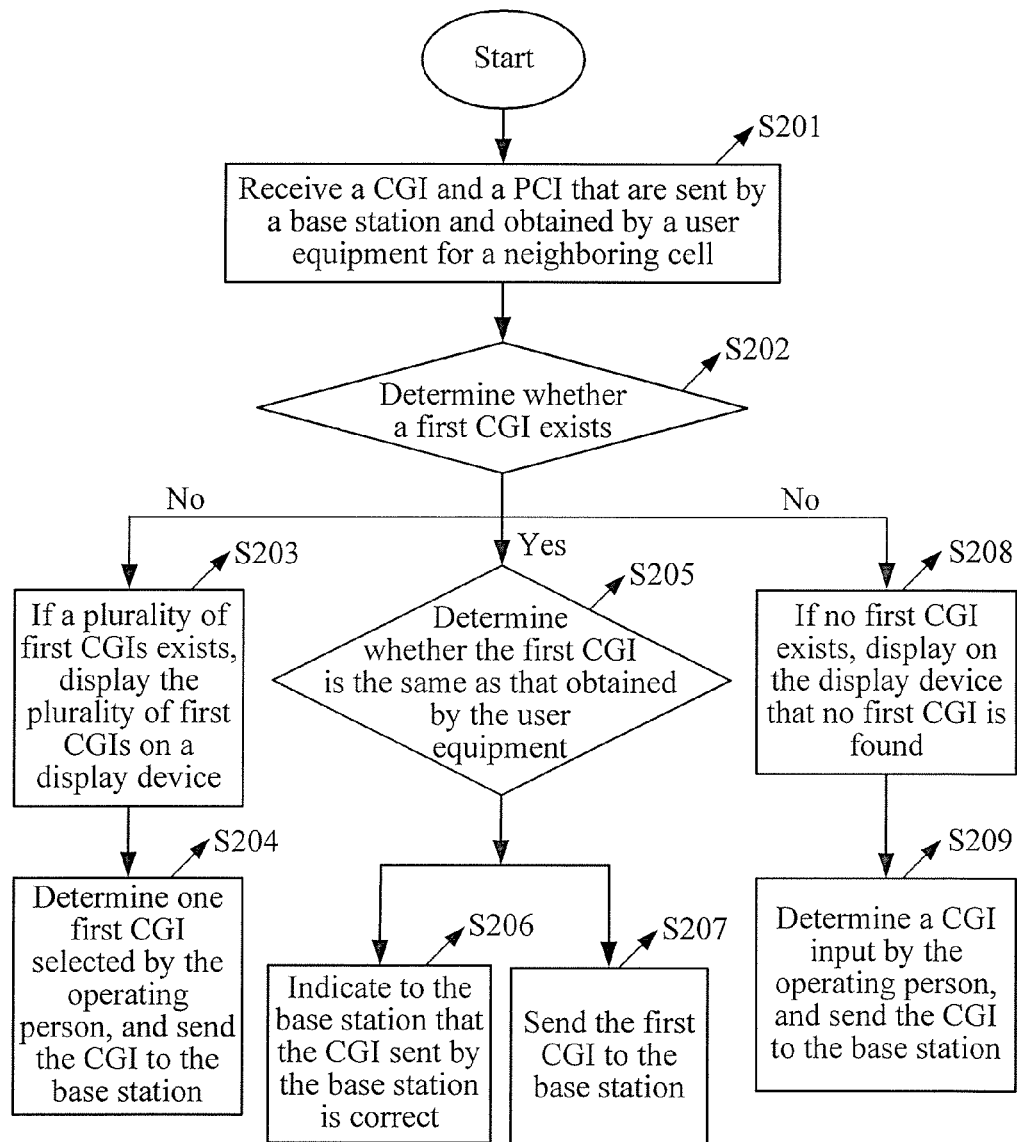 Start
S201
Receive a CGI and a PCI that are sent by
a base station and obtained by a user
equipment for a neighboring cell
S202
Determine whether
a first CGI exists
No
Yes
No
S203
If a plurality of
first CGIs exists,
display the
plurality of first
CGIs on a
display device
S205
Determine
whether the first CGI
is the same as that obtained
by the user
equipment
S208
If no first CGI
exists, display on
the display device
that no first CGI is
found
S204
Determine one
first CGI
selected by the
operating
person, and send
the CGI to the
base station
S206
Indicate to the
base station that
the CGI sent by
the base station
is correct
S207
Send the first
CGI to the
base station
S209
Determine a CGI
input by the
operating person,
and send the CGI
to the base station